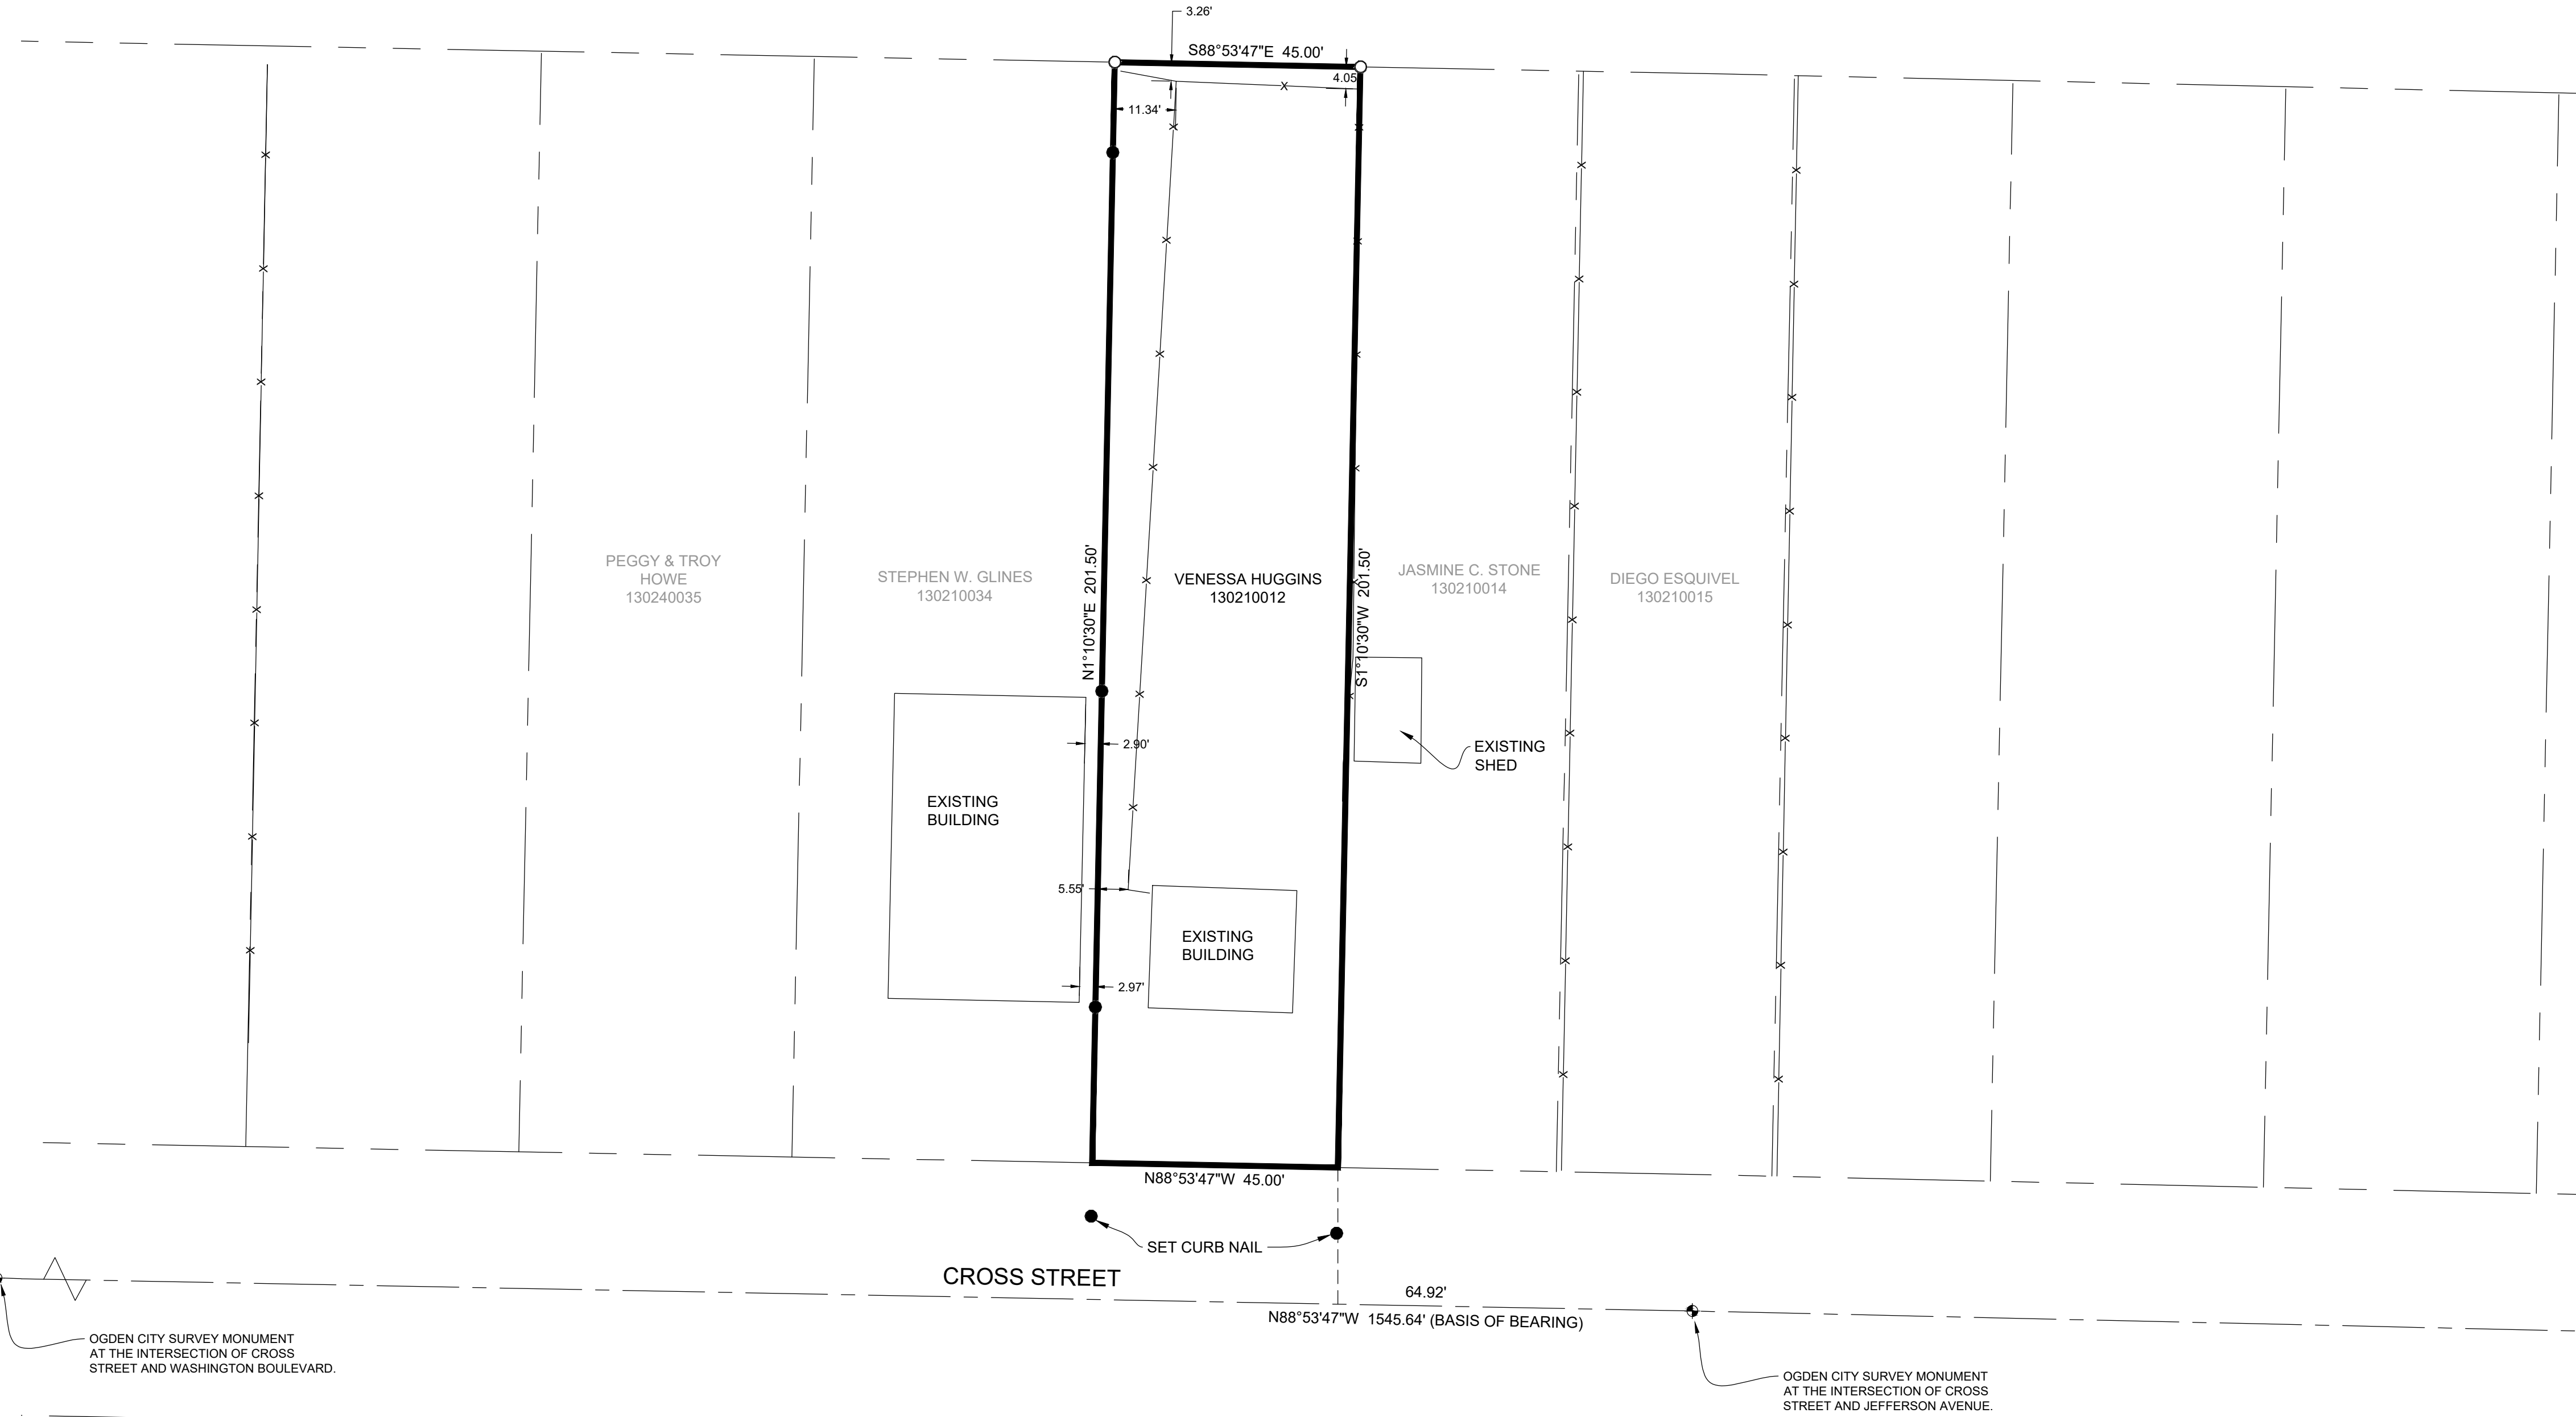 3.26'
S88°53'47"E 45.00'
4.05'
11.34'
N1°10'30"E 201.50'
S1°10'30"W 201.50'
PEGGY & TROY
HOWE
130240035
STEPHEN W. GLINES
130210034
VENESSA HUGGINS
130210012
JASMINE C. STONE
130210014
DIEGO ESQUIVEL
130210015
2.90'
EXISTING
SHED
EXISTING
BUILDING
5.55'
EXISTING
BUILDING
2.97'
N88°53'47"W 45.00'
SET CURB NAIL
CROSS STREET
64.92'
N88°53'47"W 1545.64' (BASIS OF BEARING)
OGDEN CITY SURVEY MONUMENT
AT THE INTERSECTION OF CROSS
STREET AND WASHINGTON BOULEVARD.
OGDEN CITY SURVEY MONUMENT
AT THE INTERSECTION OF CROSS
STREET AND JEFFERSON AVENUE.